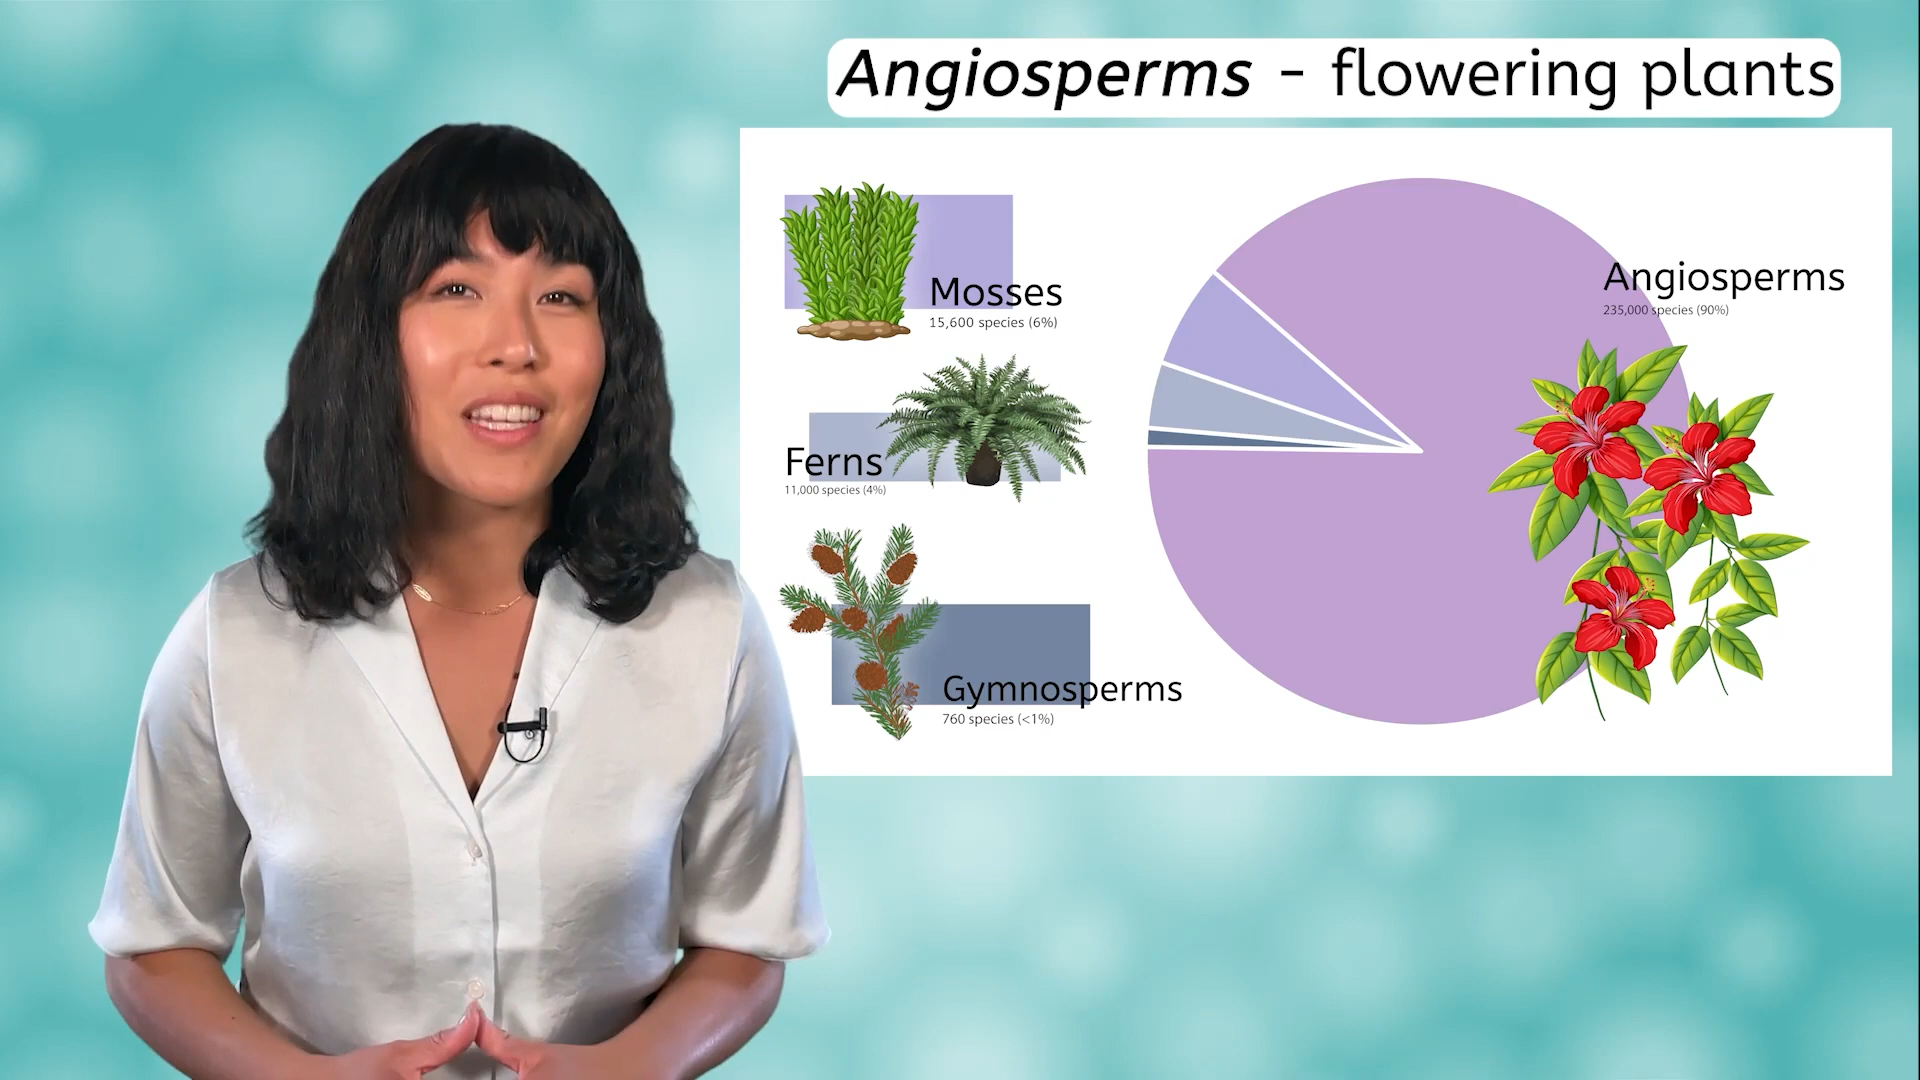 Angiosperms - flowering plants
Mosses
15,600 species (6%)
Ferns
11,000 species (4%)
Gymnosperms
760 species (<1%)
Angiosperms
235,000 species (90%)